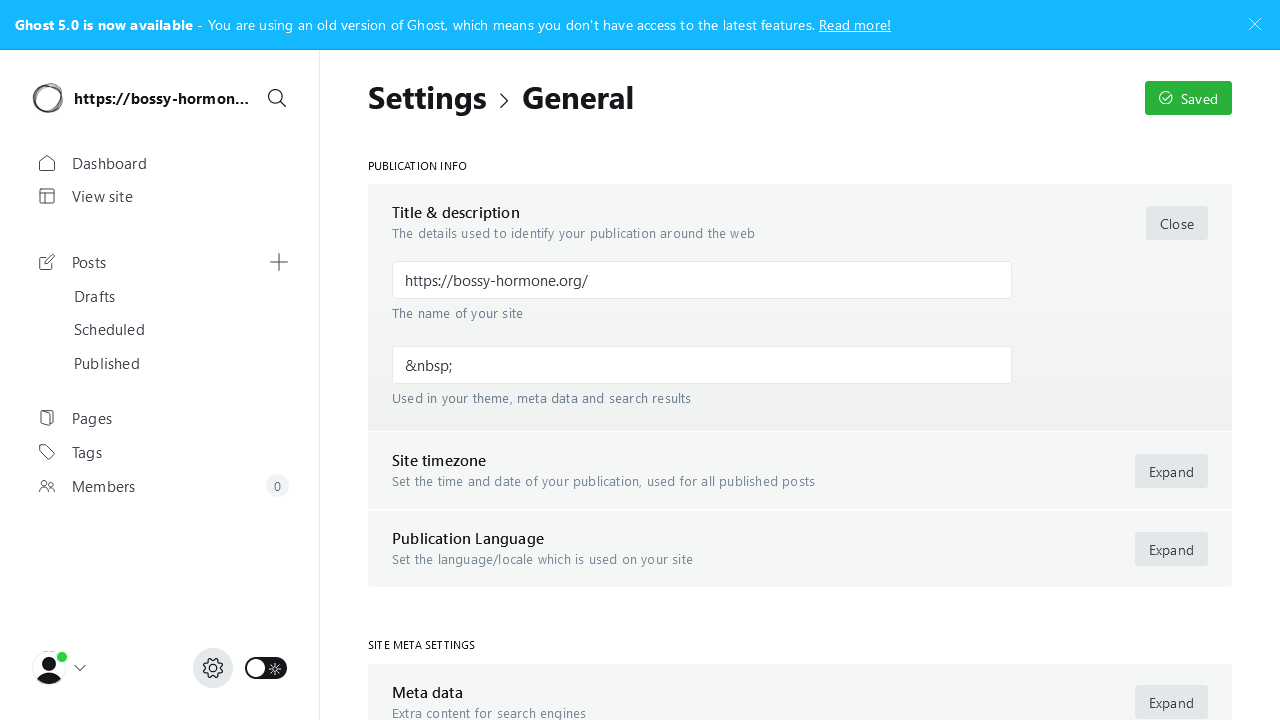 Ghost 5.0 is now available - You are using an old version of Ghost, which means you don't have access to the latest features. Read more!
https://bossy-hormon...
Dashboard
View site
Posts
Drafts
Scheduled
Published
Pages
Tags
Members
0
Settings
General
Saved
PUBLICATION INFO
Title & description
The details used to identify your publication around the web
Close
https://bossy-hormone.org/
The name of your site
&nbsp;
Used in your theme, meta data and search results
Site timezone
Set the time and date of your publication, used for all published posts
Expand
Publication Language
Set the language/locale which is used on your site
Expand
SITE META SETTINGS
Meta data
Extra content for search engines
Expand